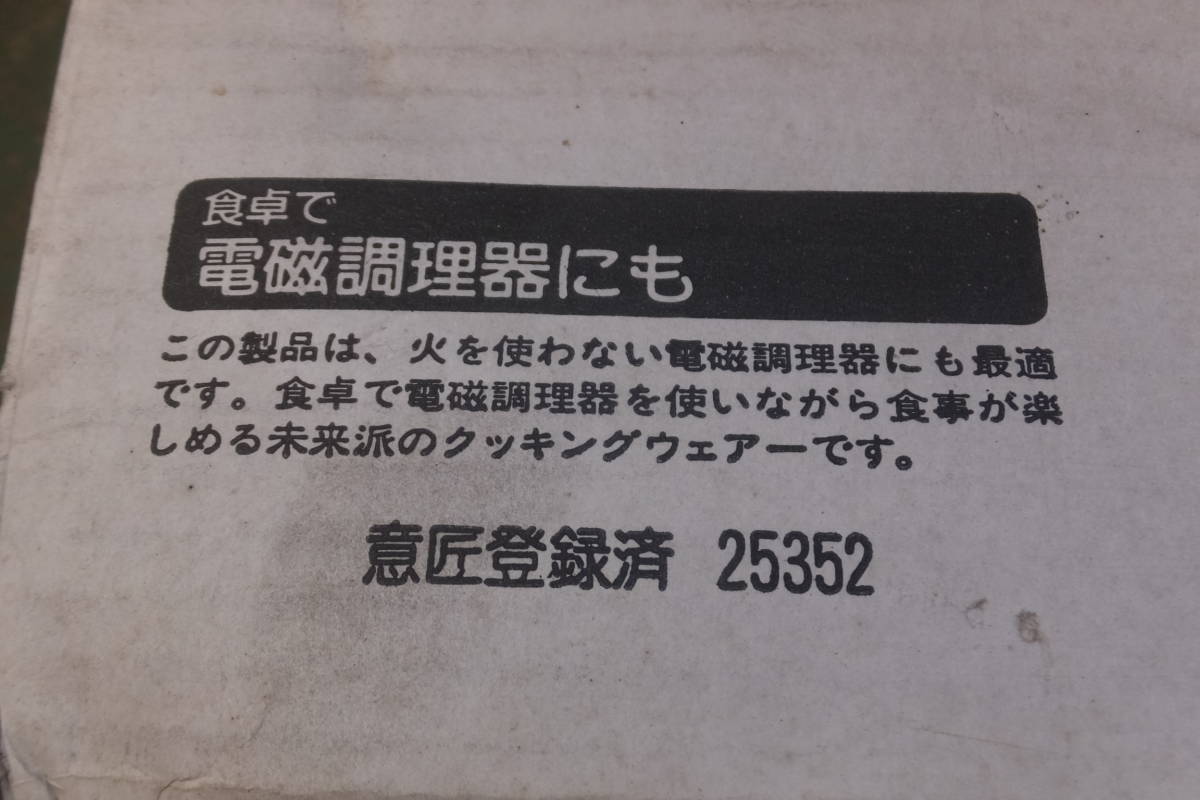 食卓で
電磁調理器にも
この製品は、火を使わない電磁調理器にも最適
です。食卓で電磁調理器を使いながら食事が楽
しめる未来派のクッキングウェアーです。
意匠登録済 25352